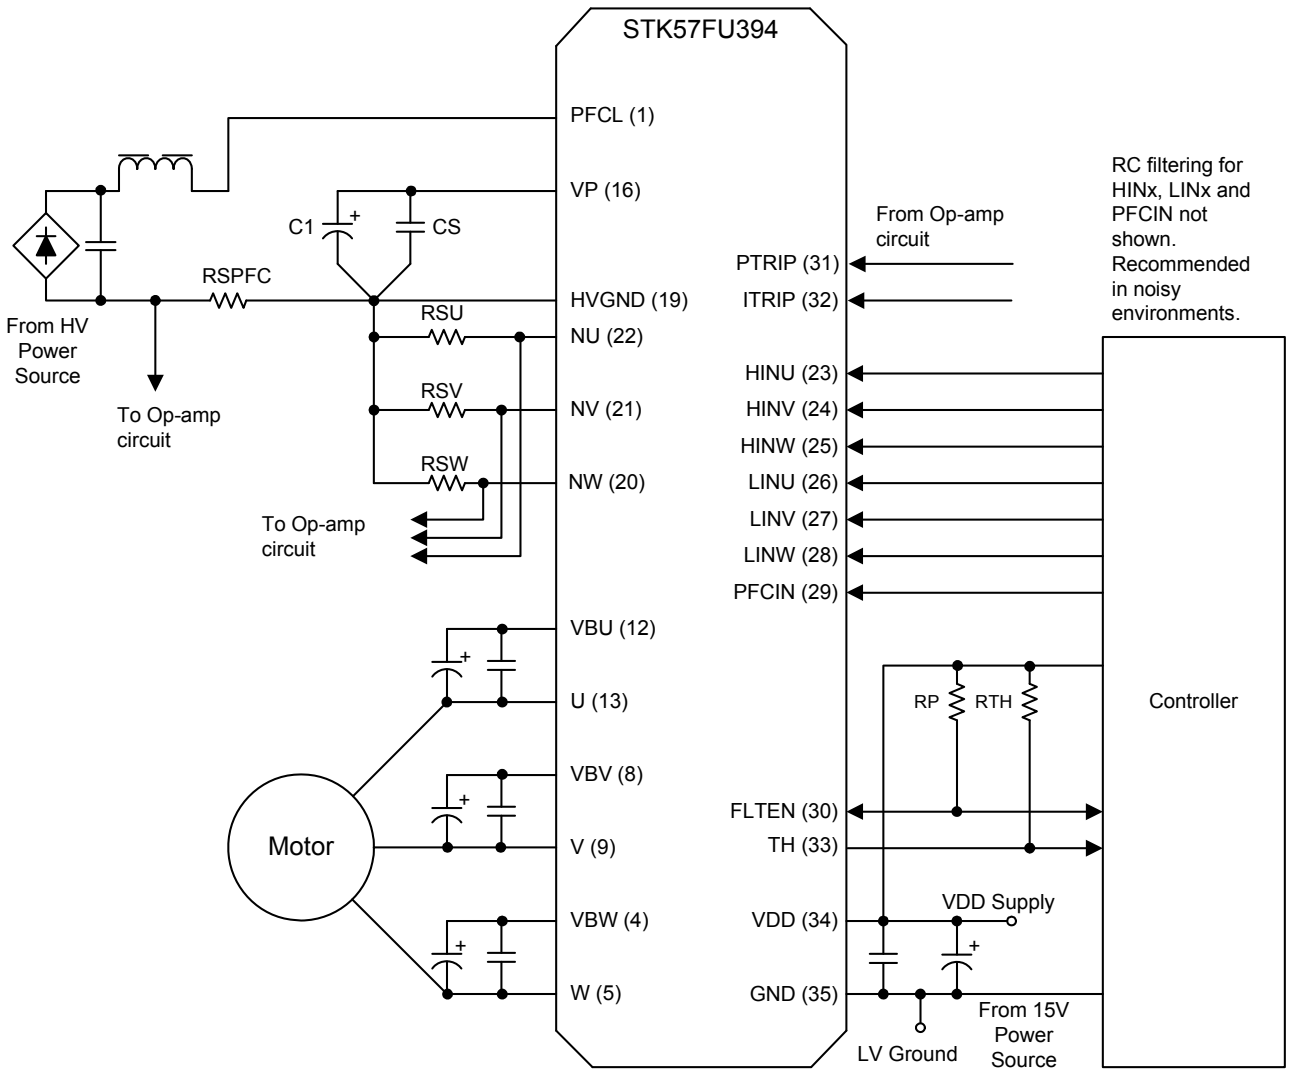 STK57FU394
PFCL (1)
VP (16)
C1
+
CS
RSPFC
HVGND (19)
From HV
Power
Source
To Op-amp
circuit
RSU
NU (22)
RSV
NV (21)
RSW
NW (20)
To Op-amp
circuit
VBU (12)
+
U (13)
VBV (8)
+
V (9)
Motor
VBW (4)
+
W (5)
From Op-amp
circuit
PTRIP (31)
ITRIP (32)
RC filtering for
HINx, LINx and
PFCIN not
shown.
Recommended
in noisy
environments.
HINU (23)
HINV (24)
HINW (25)
LINU (26)
LINV (27)
LINW (28)
PFCIN (29)
RP
RTH
Controller
FLTEN (30)
TH (33)
VDD (34)
VDD Supply
+
GND (35)
LV Ground
From 15V
Power
Source